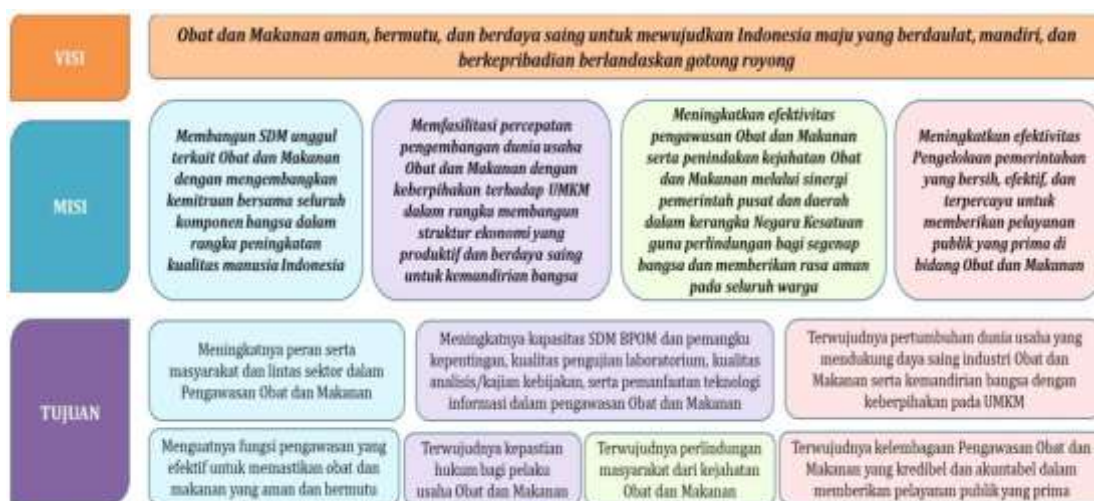 VISI
Obat dan Makanan aman, bermutu, dan berdaya saing untuk mewujudkan Indonesia maju yang berdaulat, mandiri, dan
berkepribadian berlandaskan gotong royong
MISI
Membangun SDM unggul
terkait Obat dan Makanan
dengan mengembangkan
kemitraan bersama seluruh
komponen bangsa dalam
rangka peningkatan
kualitas manusia Indonesia
Memfasilitasi percepatan
pengembangan dunia usaha
Obat dan Makanan dengan
keberpihakan terhadap UMKM
dalam rangka membangun
struktur ekonomi yang
produktif dan berdaya saing
untuk kemandirian bangsa
Meningkatkan efektivitas
pengawasan Obat dan Makanan
serta penindakan kejahatan Obat
dan Makanan melalui sinergi
pemerintah pusat dan daerah
dalam kerangka Negara Kesatuan
guna perlindungan bagi segenap
bangsa dan memberikan rasa aman
pada seluruh warga
Meningkatkan efektivitas
Pengelolaan pemerintahan
yang bersih, efektif, dan
terpercaya untuk
memberikan pelayanan
publik yang prima di
bidang Obat dan Makanan
TUJUAN
Meningkatnya peran serta
masyarakat dan lintas sektor dalam
Pengawasan Obat dan Makanan
Meningkatnya kapasitas SDM BPOM dan pemangku
kepentingan, kualitas pengujian laboratorium, kualitas
analisis/kajian kebijakan, serta pemanfaatan teknologi
informasi dalam pengawasan Obat dan Makanan
Terwujudnya pertumbuhan dunia usaha yang
mendukung daya saing industri Obat dan
Makanan serta kemandirian bangsa dengan
keberpihakan pada UMKM
Menguatnya fungsi pengawasan yang
efektif untuk memastikan obat dan
makanan yang aman dan bermutu
Terwujudnya kepastian
hukum bagi pelaku
usaha Obat dan Makanan
Terwujudnya perlindungan
masyarakat dari kejahatan
Obat dan Makanan
Terwujudnya kelembagaan Pengawasan Obat dan
Makanan yang kredibel dan akuntabel dalam
memberikan pelayanan publik yang prima